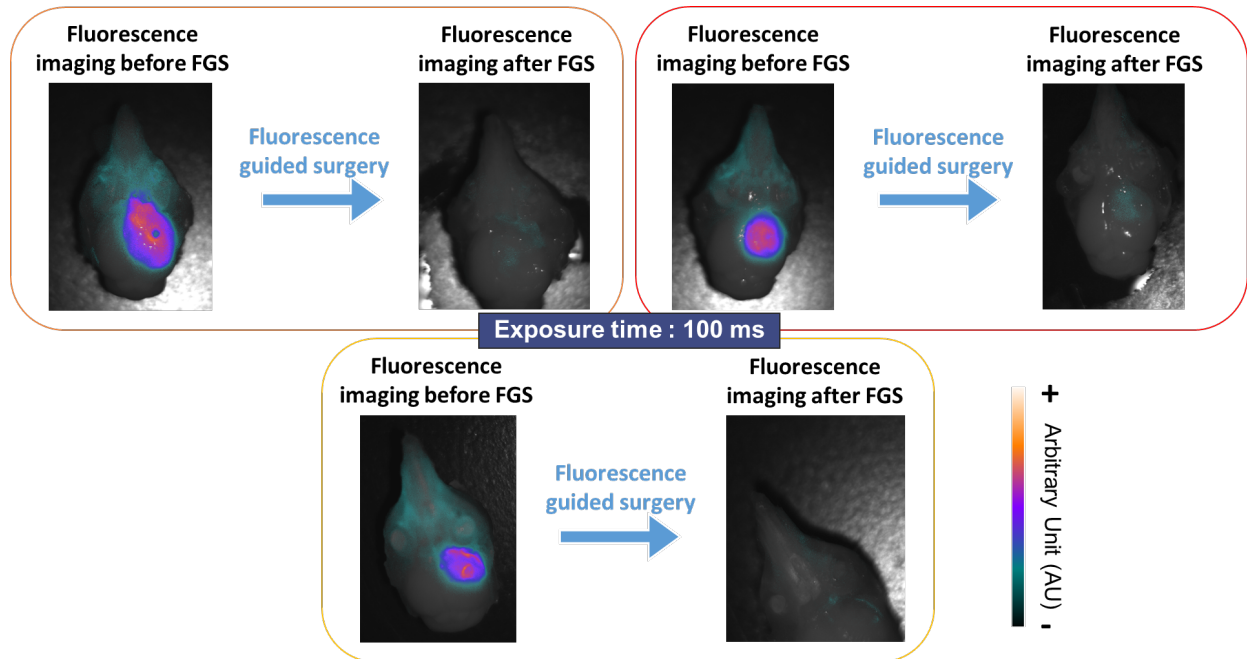 Fluorescence
imaging before FGS
Fluorescence
guided surgery
Fluorescence
imaging after FGS
Fluorescence
imaging before FGS
Fluorescence
guided surgery
Fluorescence
imaging after FGS
Exposure time : 100 ms
Fluorescence
imaging before FGS
Fluorescence
guided surgery
Fluorescence
imaging after FGS
+
Arbitrary Unit (AU)
-